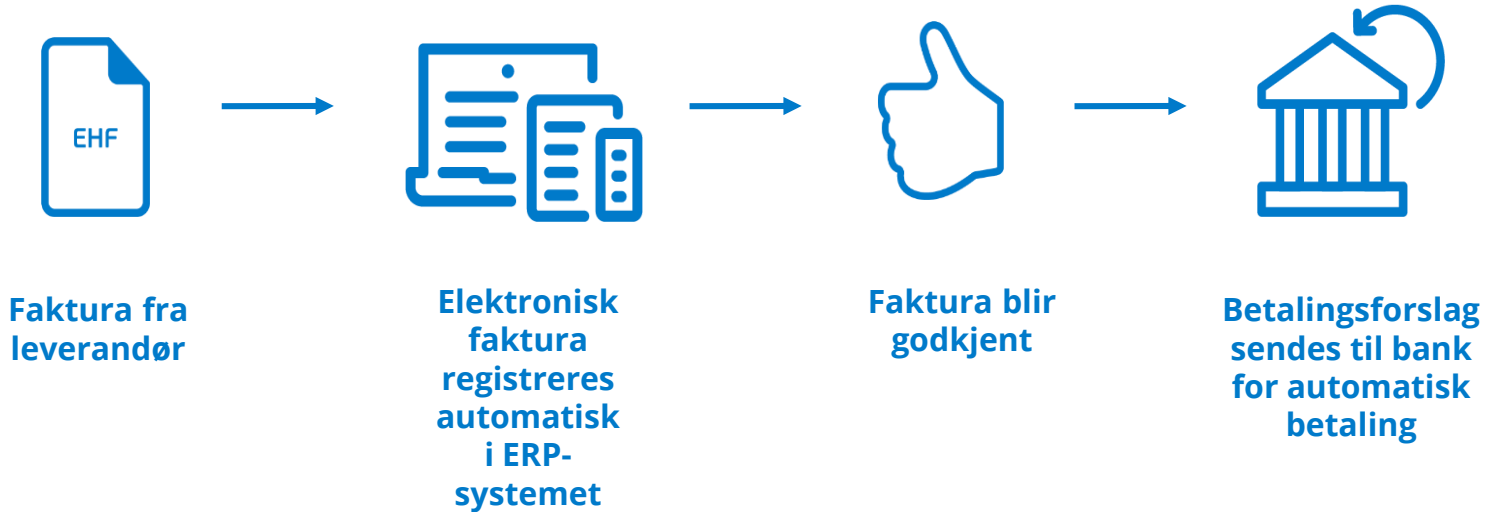 EHF
Faktura fra
leverandør
Elektronisk
faktura
registreres
automatisk
i ERP-
systemet
Faktura blir
godkjent
Betalingsforslag
sendes til bank
for automatisk
betaling